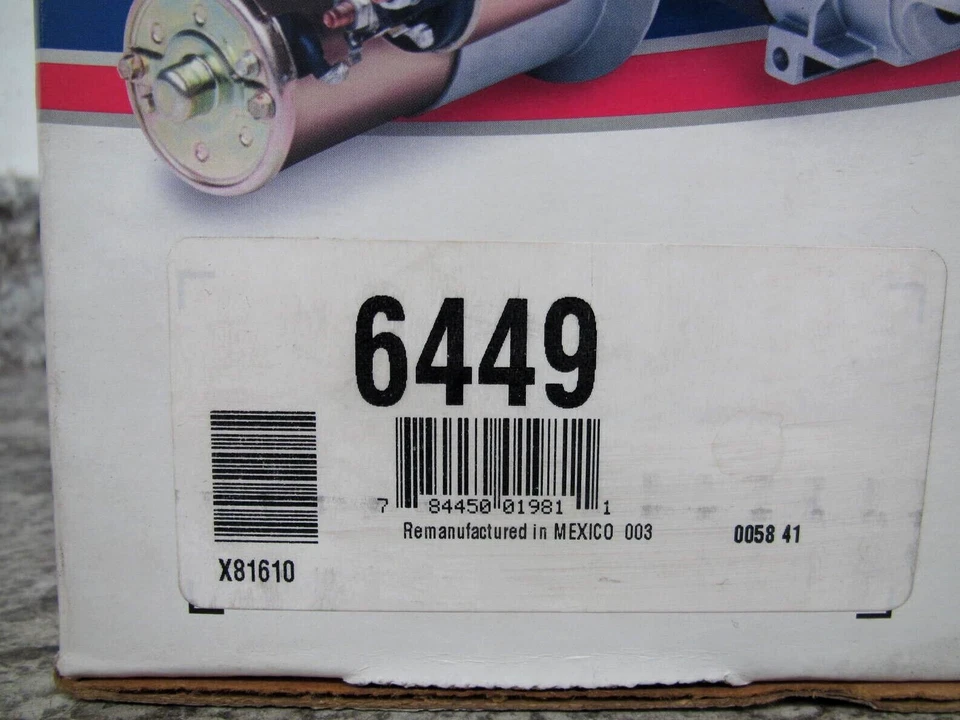 6449
7 84450 01981 1
Remanufactured in MEXICO 003
0058 41
X81610